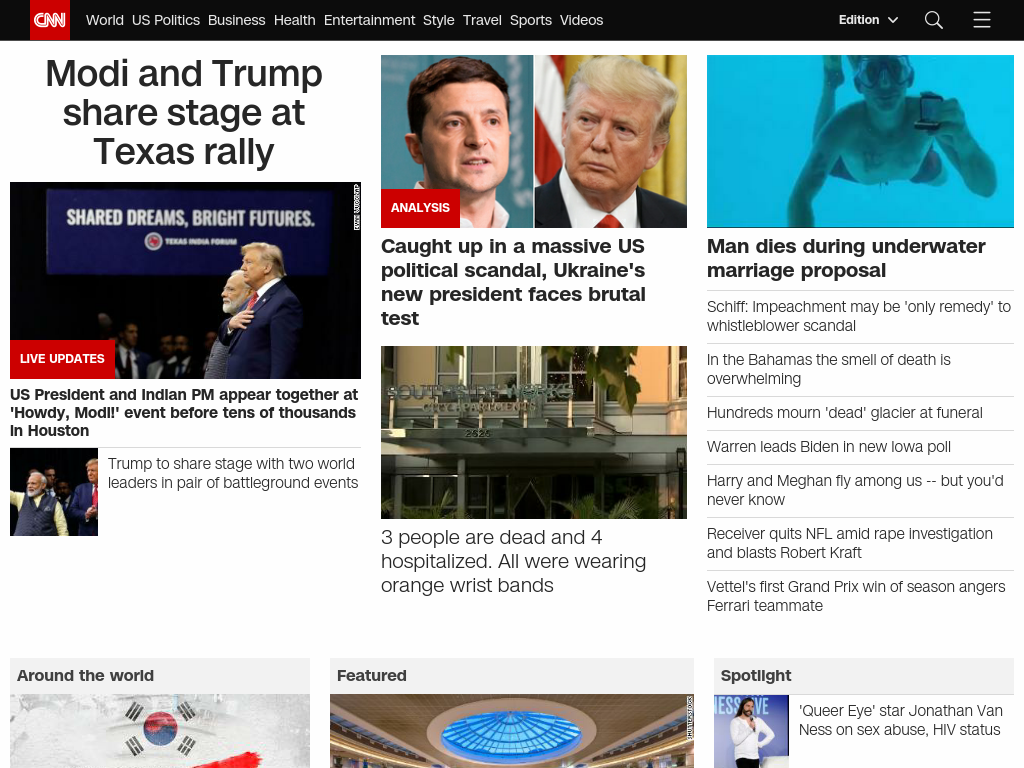 CNN World US Politics Business Health Entertainment Style Travel Sports Videos Edition
Modi and Trump
share stage at
Texas rally
SHARED DREAMS, BRIGHT FUTURES.
TEXAS INDIA FORUM
LIVE UPDATES
US President and Indian PM appear together at
'Howdy, Modi!' event before tens of thousands
in Houston
Trump to share stage with two world
leaders in pair of battleground events
ANALYSIS
Caught up in a massive US
political scandal, Ukraine's
new president faces brutal
test
SOUTHSIDE WORKS
CITY APARTMENTS
2525
3 people are dead and 4
hospitalized. All were wearing
orange wrist bands
Man dies during underwater
marriage proposal
Schiff: Impeachment may be 'only remedy' to
whistleblower scandal
In the Bahamas the smell of death is
overwhelming
Hundreds mourn 'dead' glacier at funeral
Warren leads Biden in new Iowa poll
Harry and Meghan fly among us -- but you'd
never know
Receiver quits NFL amid rape investigation
and blasts Robert Kraft
Vettel's first Grand Prix win of season angers
Ferrari teammate
Around the world
Featured
SHUTTERSTOCK
Spotlight
'Queer Eye' star Jonathan Van
Ness on sex abuse, HIV status